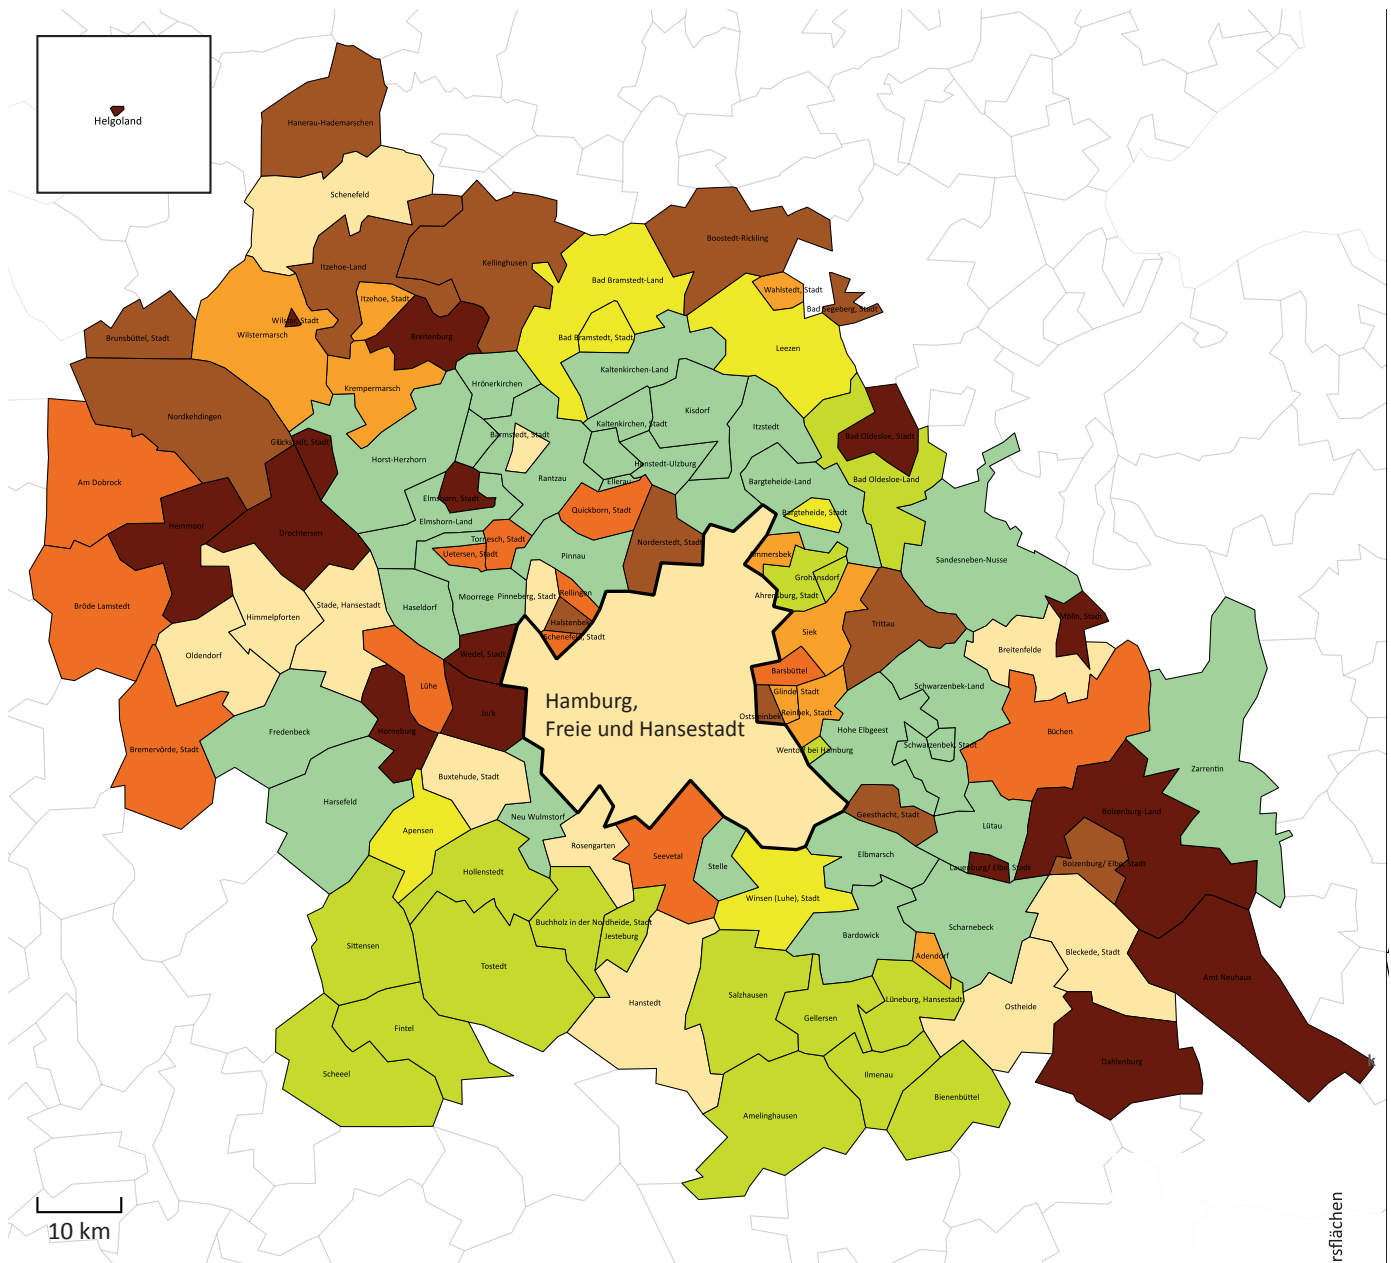 Helgoland
Hanerau-Hademarschen
Schenefeld
Boostedt-Rickling
Itzehoe-Land
Kellinghusen
Bad Bramstedt-Land
Wahlstedt, Stadt
Itzehoe, Stadt
Bad Segeberg, Stadt
Wilster, Stadt
Brunsbüttel, Stadt
Wilstermarsch
Breitenburg
Bad Bramstedt, Stadt
Leezen
Kaltenkirchen-Land
Hrönerkirchen
Krempermarsch
Kisdorf
Nordkehdingen
Kaltenkirchen, Stadt
Itzstedt
Barmstedt, Stadt
Bad Oldesloe, Stadt
Glückstadt, Stadt
Horst-Herzhorn
Henstedt-Ulzburg
Rantzau
Ellerau
Bargteheide-Land
Bad Oldesloe-Land
Am Dobrock
Elmshorn, Stadt
Quickborn, Stadt
Bargteheide, Stadt
Elmshorn-Land
Hemmoor
Drochtersen
Tornesch, Stadt
Norderstedt, Stadt
Uetersen, Stadt
Pinnau
Ammersbek
Sandesneben-Nusse
Grohansdorf
Rellingen
Ahrensburg, Stadt
Moorrege
Pinneberg, Stadt
Bröde Lamstedt
Stade, Hansestadt
Haseldorf
Himmelpforten
Halstenbek
Mölln, Stadt
Trittau
Siek
Schenefeld, Stadt
Breitenfelde
Oldendorf
Wedel, Stadt
Barsbüttel
Lühe
Schwarzenbek-Land
Glinde, Stadt
Hamburg,
Freie und Hansestadt
Jork
Reinbek, Stadt
Oststeinbek
Horneburg
Fredenbeck
Hohe Elbgeest
Büchen
Bremervörde, Stadt
Wentorf bei Hamburg
Schwarzenbek, Stadt
Zarrentin
Buxtehude, Stadt
Harsefeld
Boizenburg-Land
Neu Wulmstorf
Geesthacht, Stadt
Lütau
Apensen
Rosengarten
Seevetal
Elbmarsch
Stelle
Lauenburg/ Elbe, Stadt
Boizenburg/ Elbe, Stadt
Hollenstedt
Winsen (Luhe), Stadt
Buchholz in der Nordheide, Stadt
Scharnebeck
Jesteburg
Bardowick
Sittensen
Bleckede, Stadt
Adendorf
Tostedt
Amt Neuhaus
Salzhausen
Lüneburg, Hansestadt
Hanstedt
Ostheide
Gellersen
Fintel
Dahlenburg
k
Scheeel
Ilmenau
Bienenbüttel
Amelinghausen
10 km
rsflächen